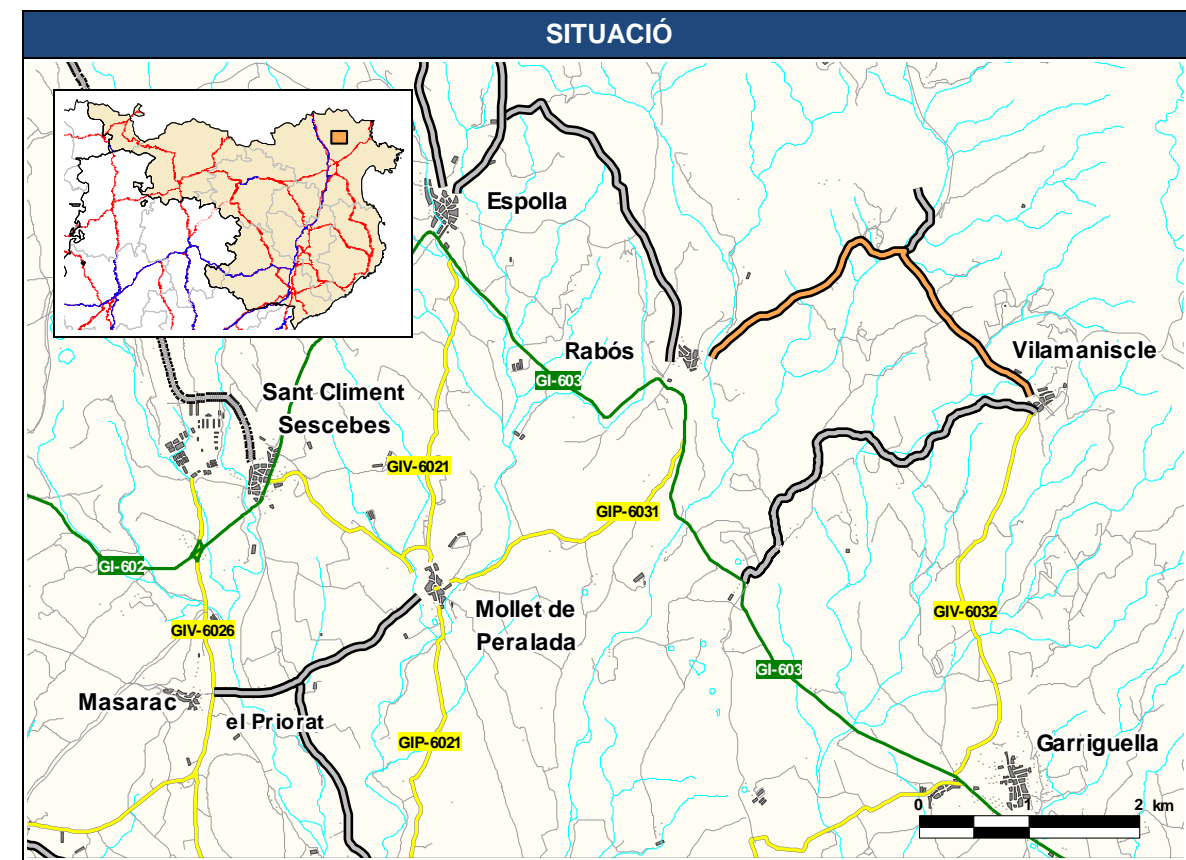 SITUACIÓ
Espolla
Rabós
GI-603
Vilamaniscle
Sant Climent
Sescebes
GIV-6021
GIP-6031
GI-602
Mollet de
Peralada
GIV-6026
GIV-6032
GI-603
Masarac
el Priorat
GIP-6021
Garriguella
0 1 2 km